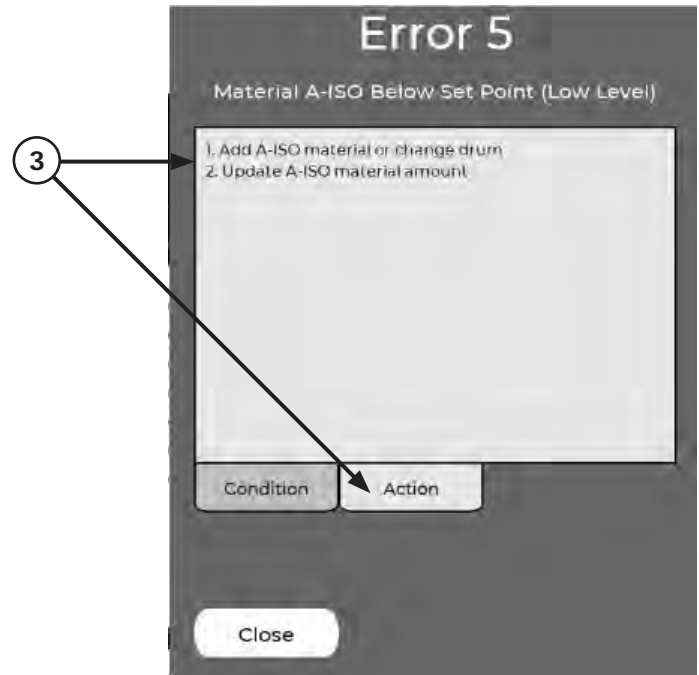 Error 5
Material A-ISO Below Set Point (Low Level)
3
1. Add A-ISO material or change drum
2. Update A-ISO material amount
Condition
Action
Close